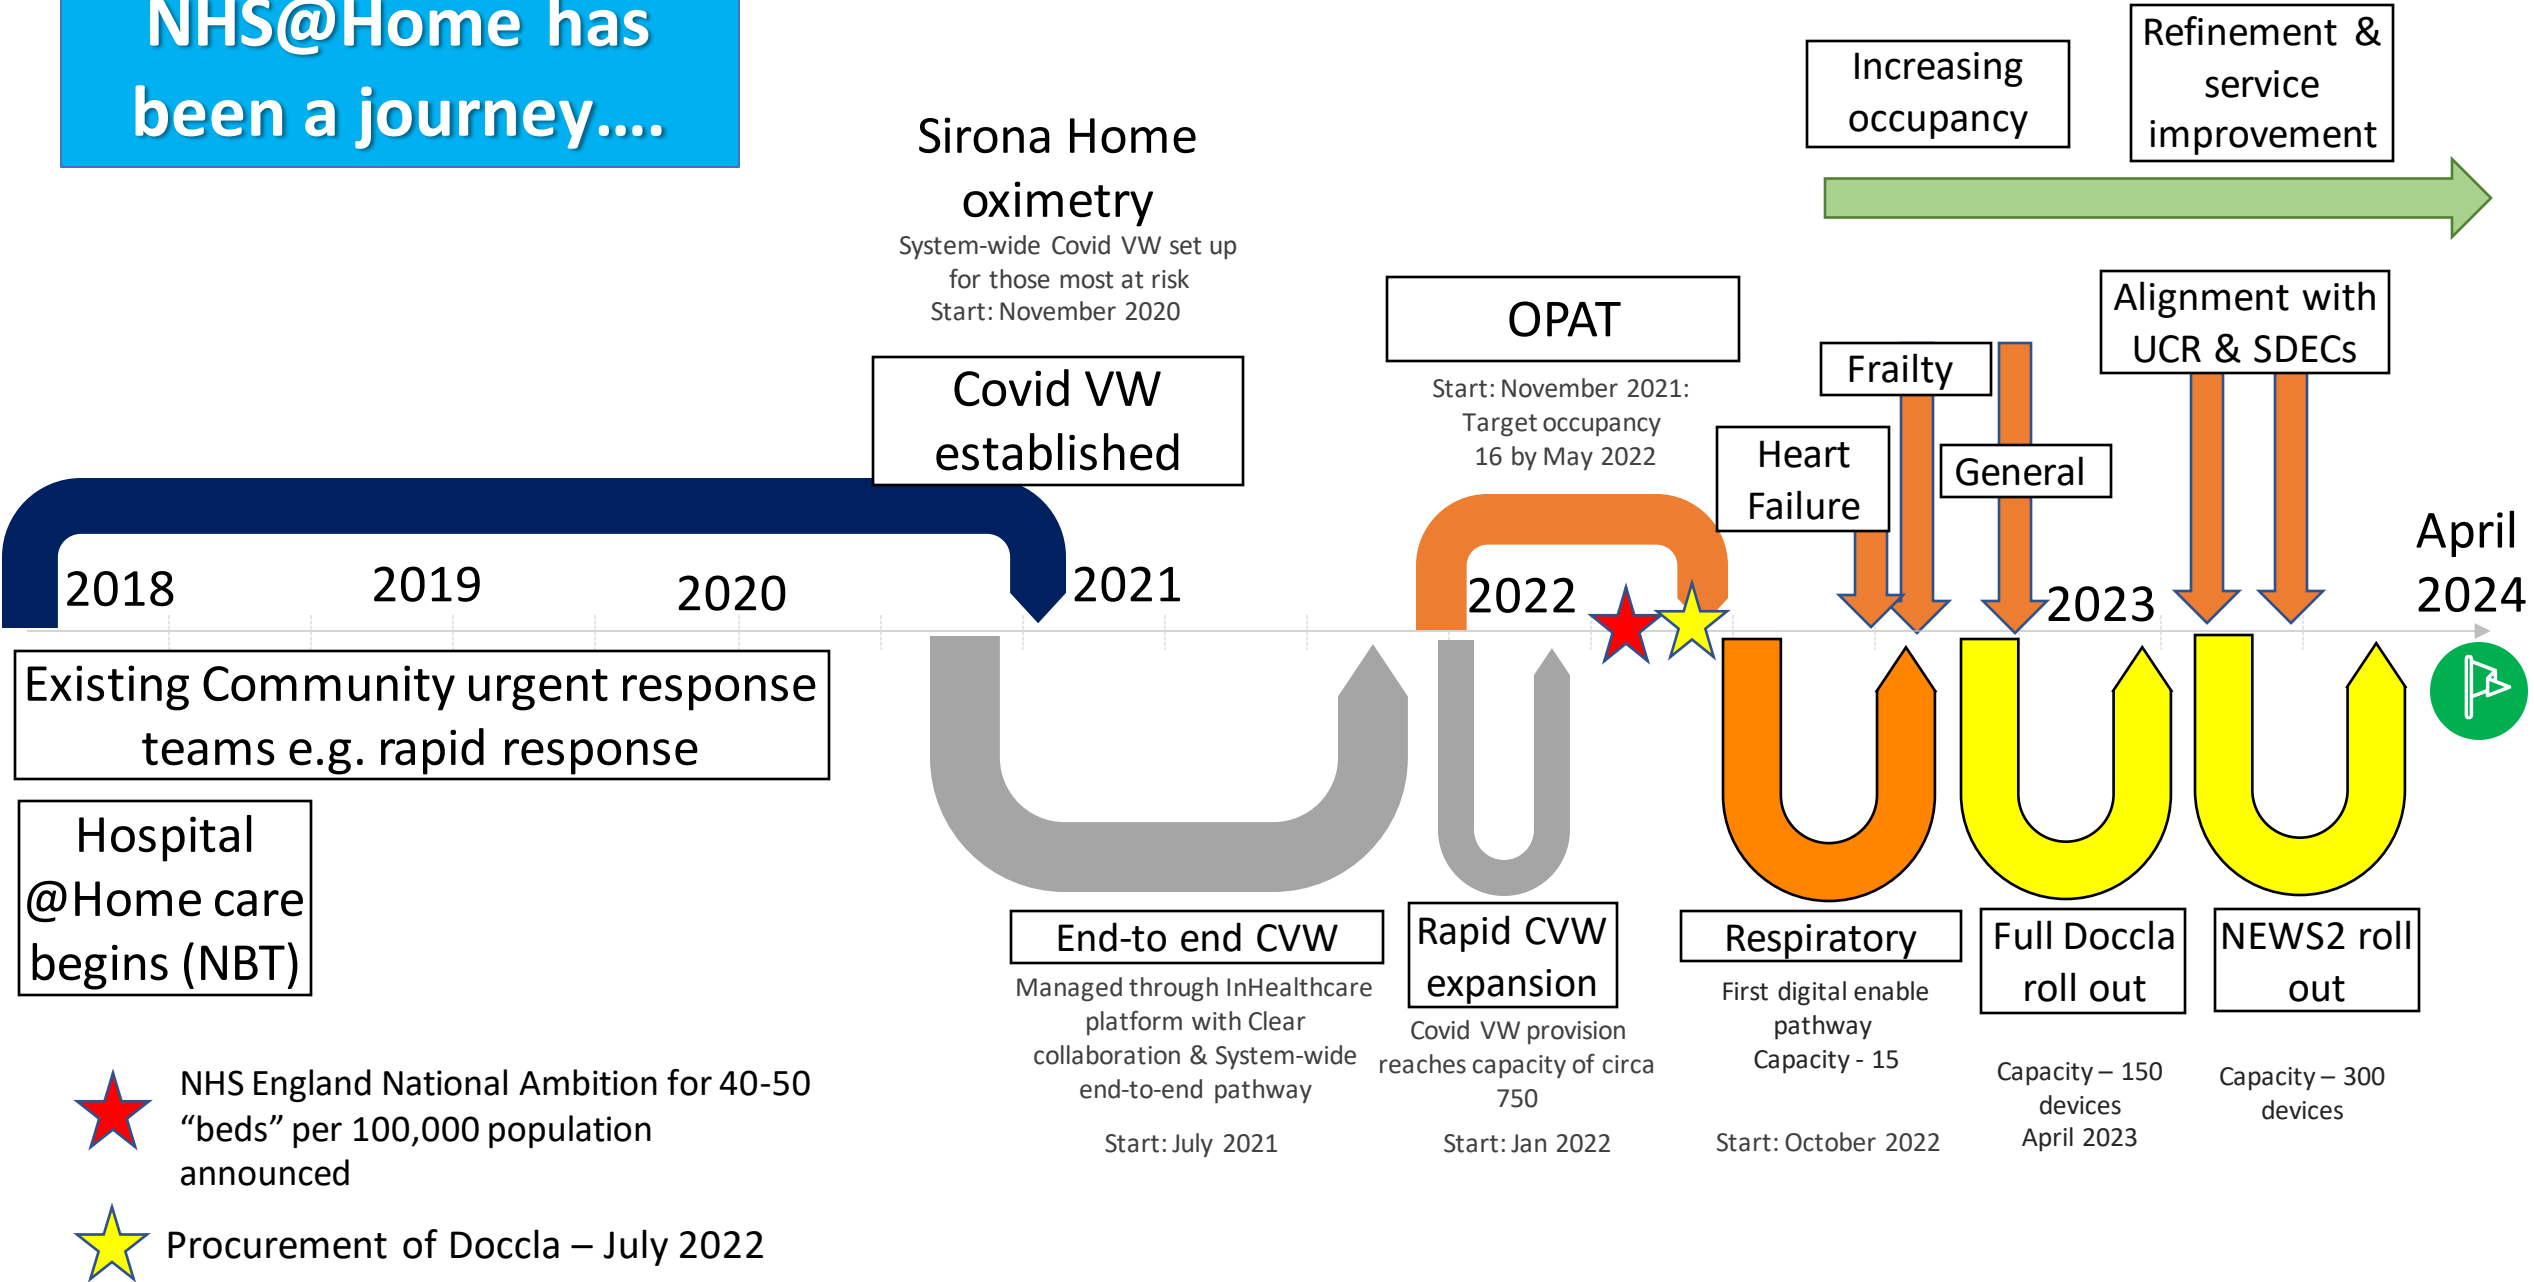 NHS@Home has
been a journey....
Sirona Home
oximetry
System-wide Covid VW set up
for those most at risk
Start: November 2020
Covid VW
established
OPAT
Start: November 2021:
Target occupancy
16 by May 2022
Increasing
occupancy
Refinement &
service
improvement
Heart
Failure
Frailty
General
Alignment with
UCR & SDECs
2018
2019
2020
2021
2022
2023
April
2024
Existing Community urgent response
teams e.g. rapid response
Hospital
@Home care
begins (NBT)
End-to end CVW
Managed through InHealthcare
platform with Clear
collaboration & System-wide
end-to-end pathway
Start: July 2021
Rapid CVW
expansion
Covid VW provision
reaches capacity of circa
750
Start: Jan 2022
Respiratory
First digital enable
pathway
Capacity - 15
Start: October 2022
Full Doccla
roll out
Capacity – 150
devices
April 2023
NEWS2 roll
out
Capacity – 300
devices
NHS England National Ambition for 40-50
“beds” per 100,000 population
announced
Procurement of Doccla – July 2022